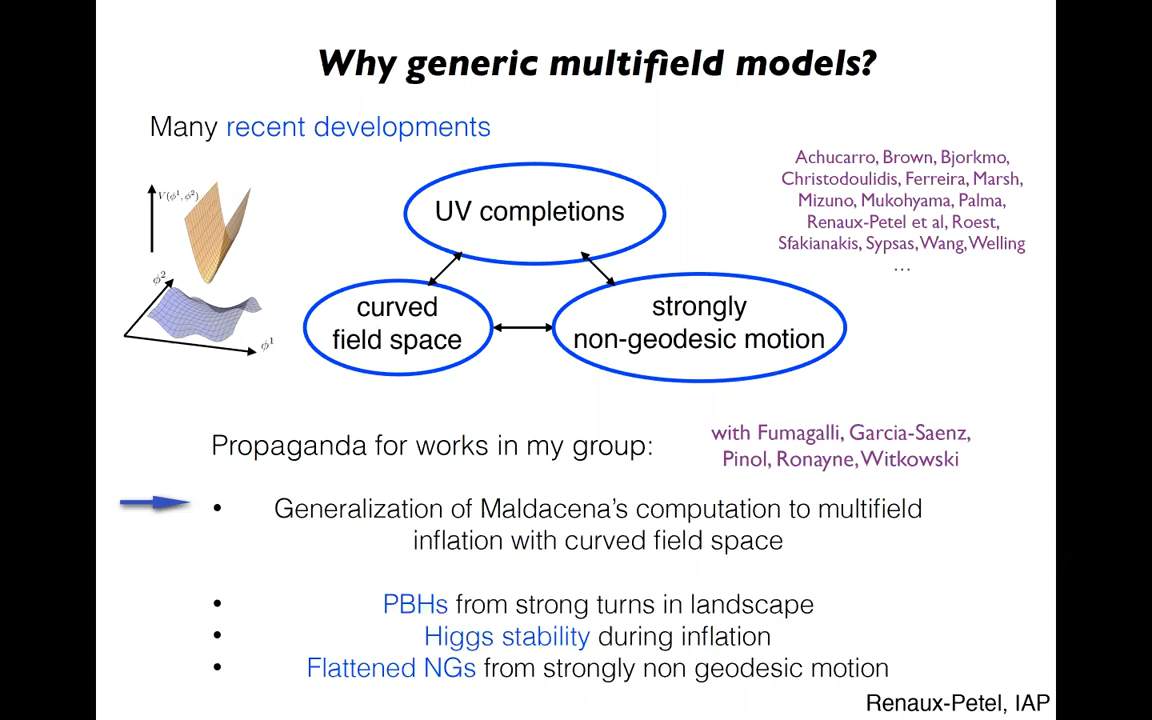 Why generic multifield models?
Many recent developments
Achucarro, Brown, Bjorkmo,
Christodoulidis, Ferreira, Marsh,
Mizuno, Mukohyama, Palma,
Renaux-Petel et al, Roest,
Sfakianakis, Sypsas, Wang, Welling
...
V(ϕ¹, ϕ²)
ϕ²
ϕ¹
UV completions
curved
field space
strongly
non-geodesic motion
Propaganda for works in my group:
with Fumagalli, Garcia-Saenz,
Pinol, Ronayne, Witkowski
• Generalization of Maldacena’s computation to multifield
inflation with curved field space
• PBHs from strong turns in landscape
• Higgs stability during inflation
• Flattened NGs from strongly non geodesic motion
Renaux-Petel, IAP